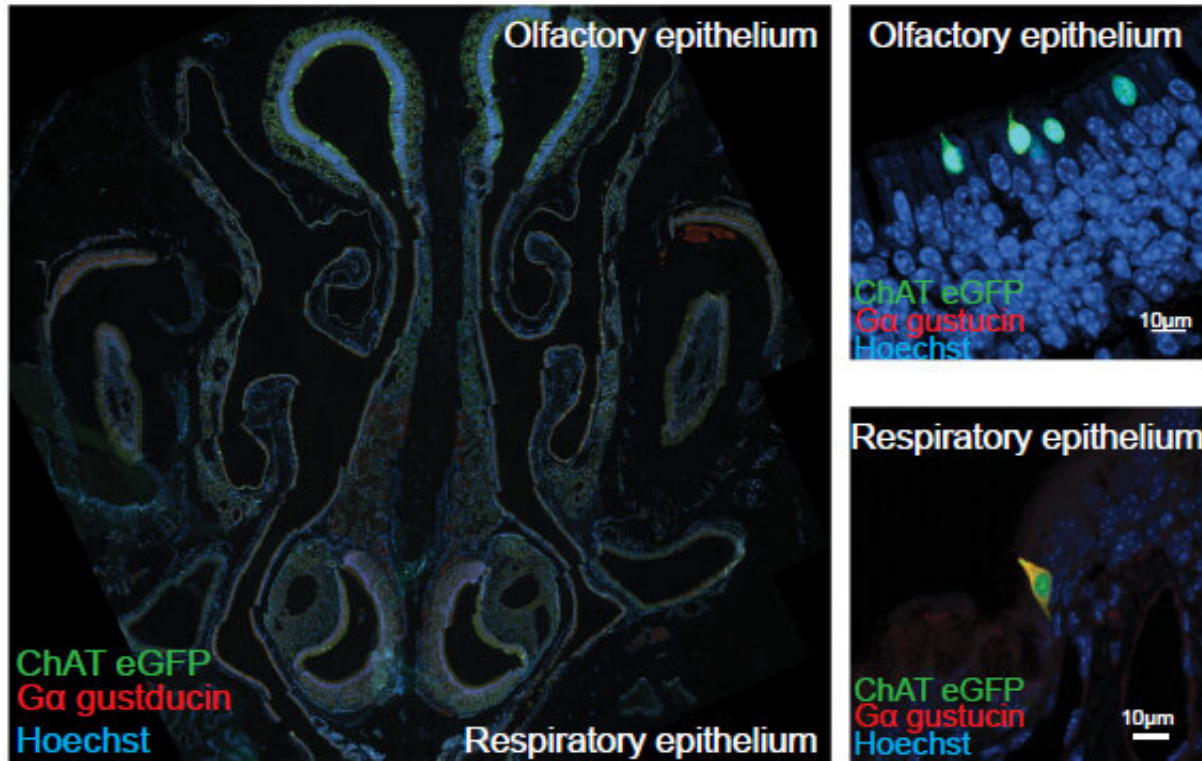 Olfactory epithelium
ChAT eGFP
Gα gustducin
Hoechst
Respiratory epithelium
Olfactory epithelium
ChAT eGFP
Gα gustucin
Hoechst
10µm
Respiratory epithelium
ChAT eGFP
Gα gustucin
Hoechst
10µm